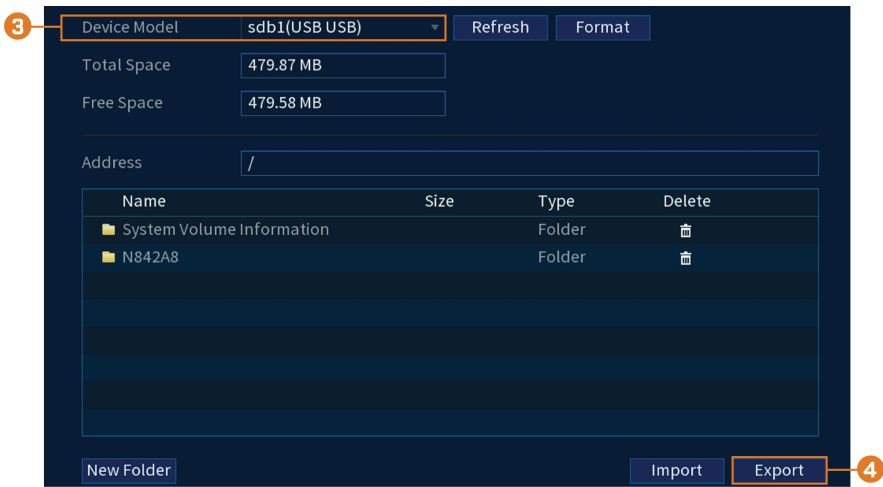 3 Device Model sdb1(USB USB) Refresh Format
Total Space 479.87 MB
Free Space 479.58 MB
Address /
Name Size Type Delete
System Volume Information Folder
N842A8 Folder
New Folder Import Export 4